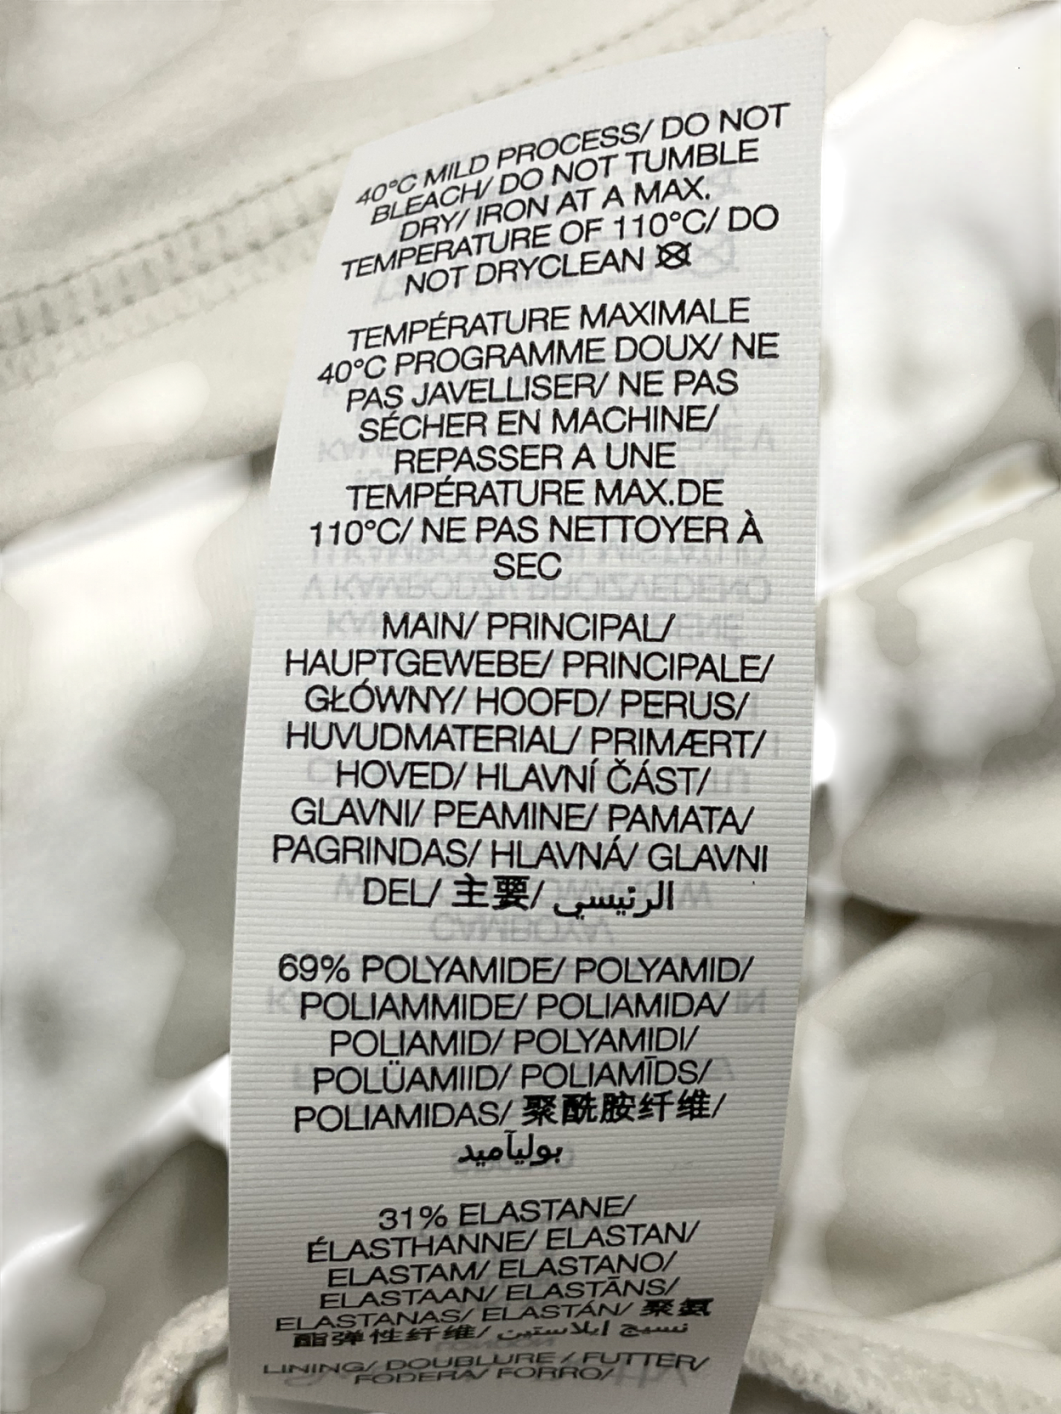 40°C MILD PROCESS/ DO NOT
BLEACH/ DO NOT TUMBLE
DRY/ IRON AT A MAX.
TEMPERATURE OF 110°C/ DO
NOT DRYCLEAN
TEMPÉRATURE MAXIMALE
40°C PROGRAMME DOUX/ NE
PAS JAVELLISER/ NE PAS
SÉCHER EN MACHINE/
REPASSER A UNE
TEMPÉRATURE MAX.DE
110°C/ NE PAS NETTOYER À
SEC
MAIN/ PRINCIPAL/
HAUPTGEWEBE/ PRINCIPALE/
GŁÓWNY/ HOOFD/ PERUS/
HUVUDMATERIAL/ PRIMÆRT/
HOVED/ HLAVNÍ ČÁST/
GLAVNI/ PEAMINE/ PAMATA/
PAGRINDAS/ HLAVNÁ/ GLAVNI
DEL/ 主要/ الرئيسي
69% POLYAMIDE/ POLYAMID/
POLIAMMIDE/ POLIAMIDA/
POLIAMID/ POLYAMIDI/
POLÜAMIID/ POLIAMĪDS/
POLIAMIDAS/ 聚酰胺纤维/
بوليآميد
31% ELASTANE/
ÉLASTHANNE/ ELASTAN/
ELASTAM/ ELASTANO/
ELASTAAN/ ELASTĀNS/
ELASTANAS/ ELASTÁN/ 聚氨
酯弹性纤维/ نسيج إيلاستين
LINING/ DOUBLURE/ FUTTER/
FODERA/ FORRO/